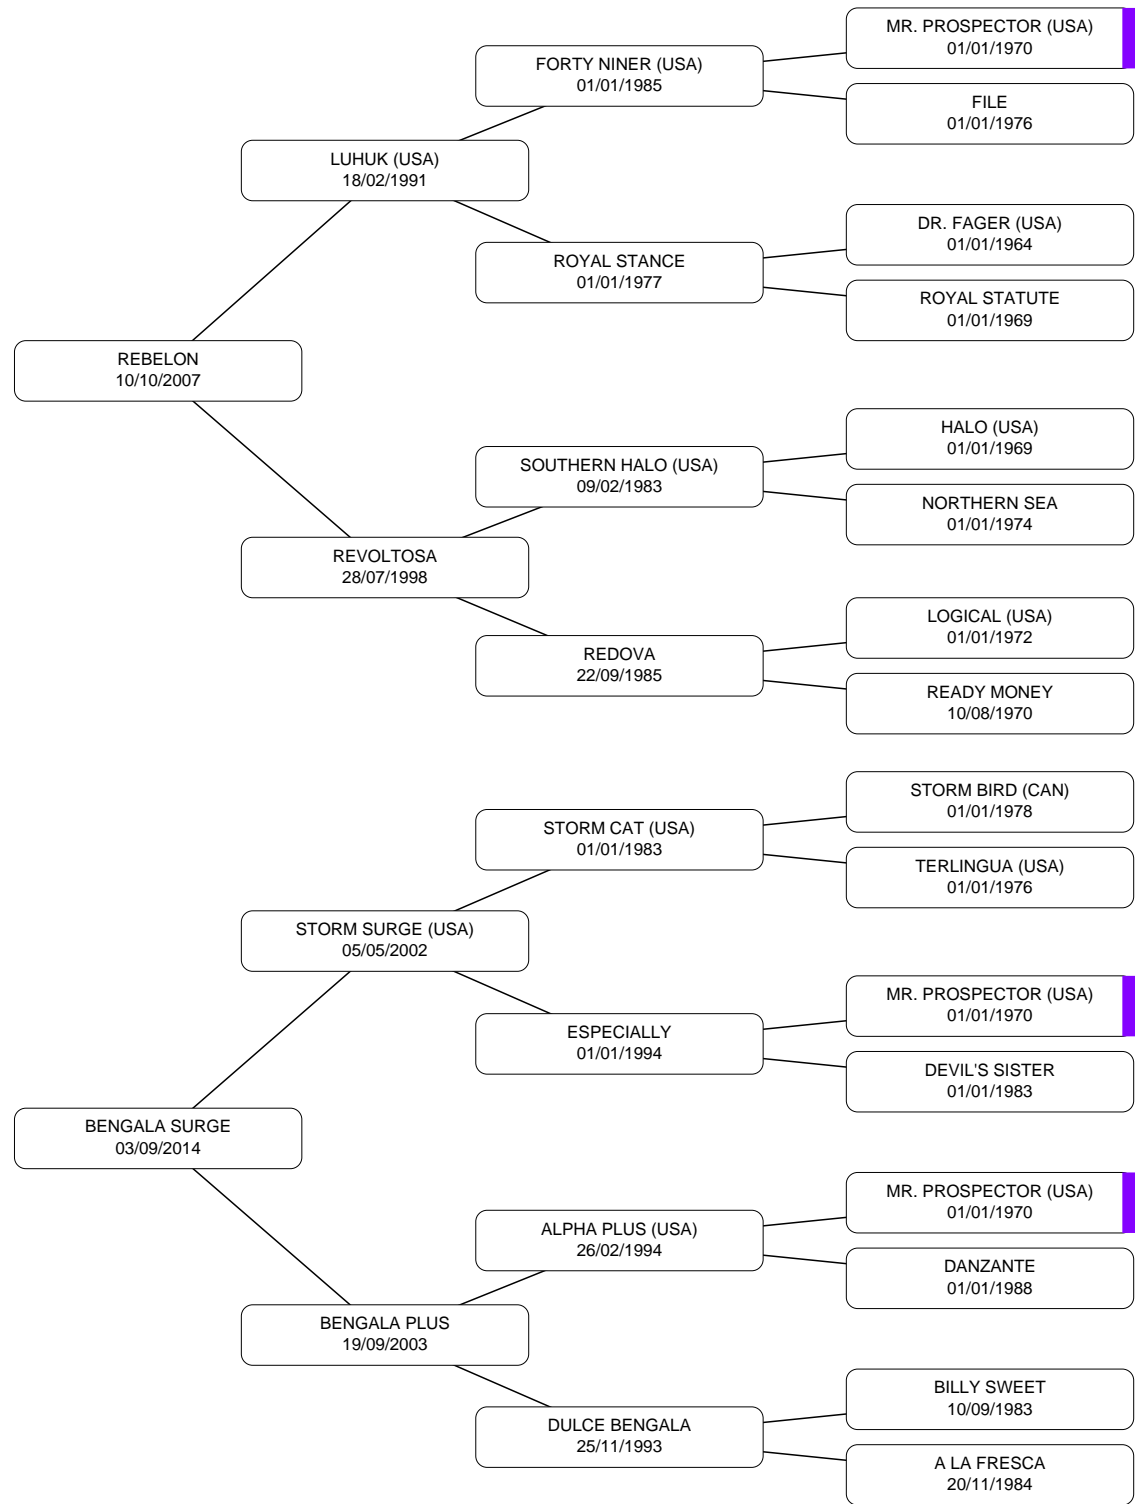 MR. PROSPECTOR (USA)
01/01/1970
FORTY NINER (USA)
01/01/1985
FILE
01/01/1976
LUHUK (USA)
18/02/1991
DR. FAGER (USA)
01/01/1964
ROYAL STANCE
01/01/1977
ROYAL STATUTE
01/01/1969
REBELON
10/10/2007
HALO (USA)
01/01/1969
SOUTHERN HALO (USA)
09/02/1983
NORTHERN SEA
01/01/1974
REVOLTOSA
28/07/1998
LOGICAL (USA)
01/01/1972
REDOVA
22/09/1985
READY MONEY
10/08/1970
STORM BIRD (CAN)
01/01/1978
STORM CAT (USA)
01/01/1983
TERLINGUA (USA)
01/01/1976
STORM SURGE (USA)
05/05/2002
MR. PROSPECTOR (USA)
01/01/1970
ESPECIALLY
01/01/1994
DEVIL'S SISTER
01/01/1983
BENGALA SURGE
03/09/2014
MR. PROSPECTOR (USA)
01/01/1970
ALPHA PLUS (USA)
26/02/1994
DANZANTE
01/01/1988
BENGALA PLUS
19/09/2003
BILLY SWEET
10/09/1983
DULCE BENGALA
25/11/1993
A LA FRESCA
20/11/1984